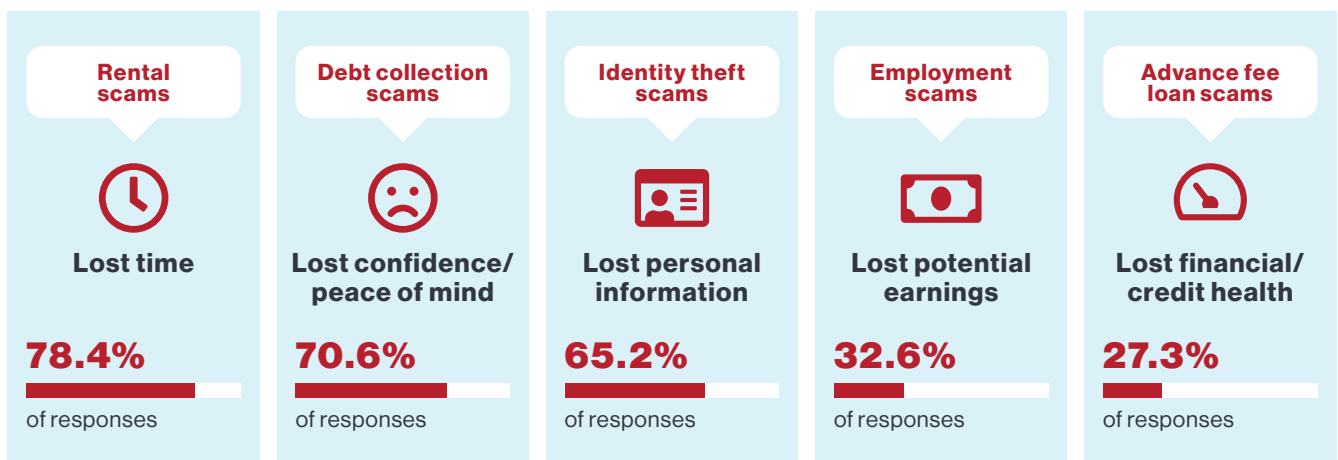 Rental
scams
Lost time
78.4%
of responses
Debt collection
scams
Lost confidence/
peace of mind
70.6%
of responses
Identity theft
scams
Lost personal
information
65.2%
of responses
Employment
scams
Lost potential
earnings
32.6%
of responses
Advance fee
loan scams
Lost financial/
credit health
27.3%
of responses